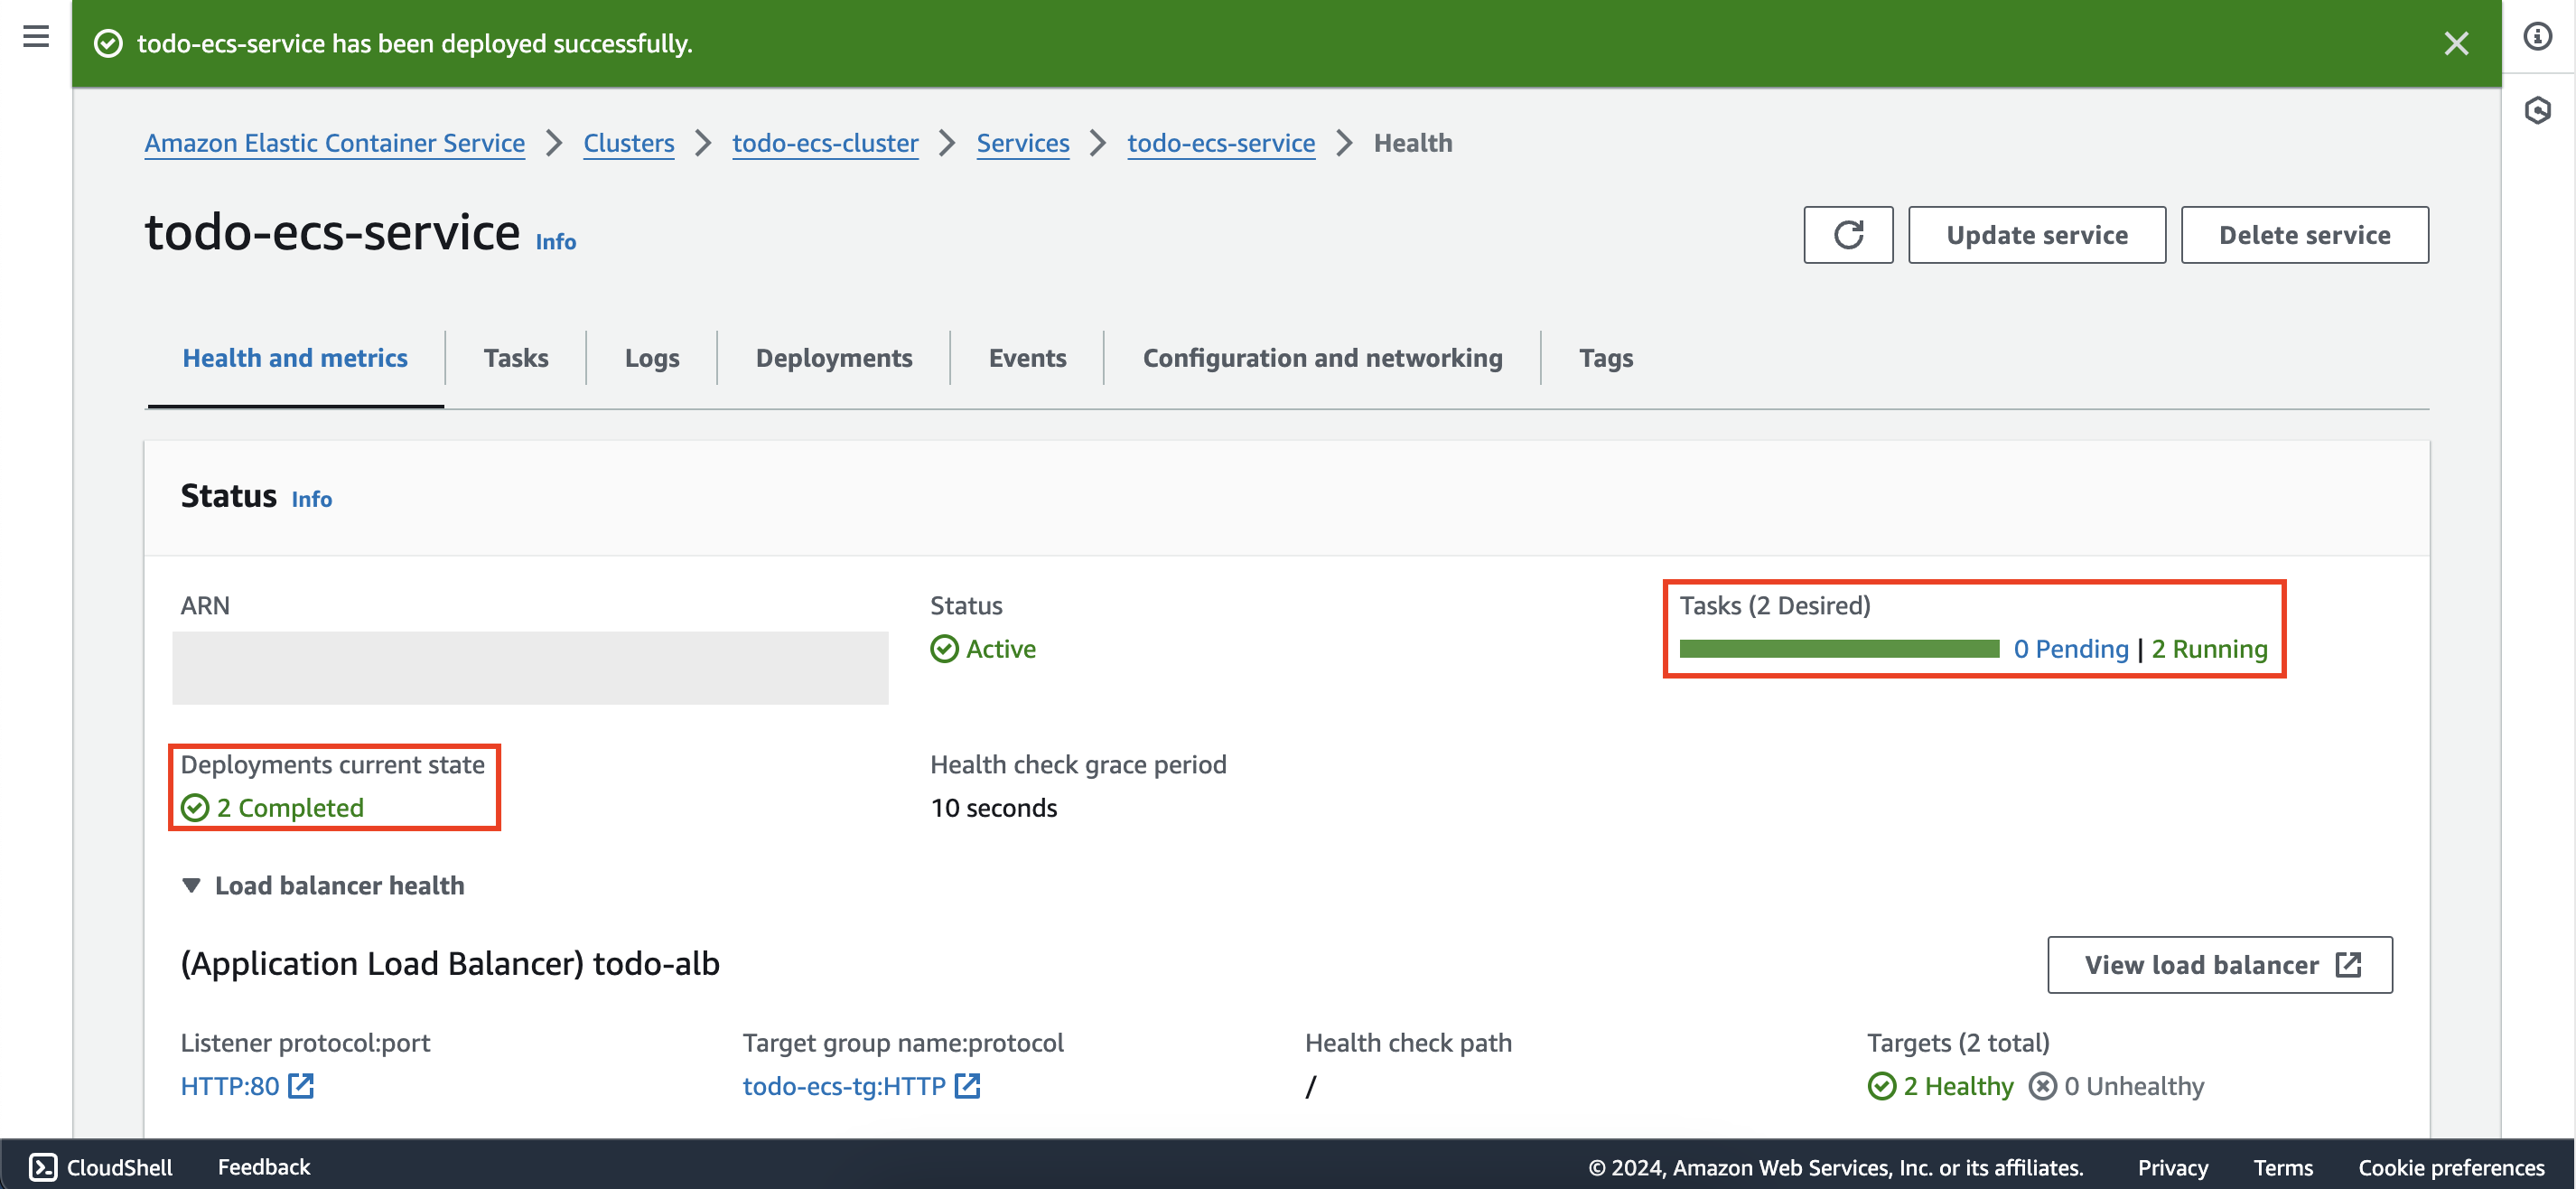 todo-ecs-service has been deployed successfully.
Amazon Elastic Container Service > Clusters > todo-ecs-cluster > Services > todo-ecs-service > Health
todo-ecs-service Info
Update service
Delete service
Health and metrics
Tasks
Logs
Deployments
Events
Configuration and networking
Tags
Status Info
ARN
Status
Active
Tasks (2 Desired)
0 Pending | 2 Running
Deployments current state
2 Completed
Health check grace period
10 seconds
Load balancer health
(Application Load Balancer) todo-alb
View load balancer
Listener protocol:port
HTTP:80
Target group name:protocol
todo-ecs-tg:HTTP
Health check path
/
Targets (2 total)
2 Healthy 0 Unhealthy
CloudShell
Feedback
© 2024, Amazon Web Services, Inc. or its affiliates.
Privacy
Terms
Cookie preferences